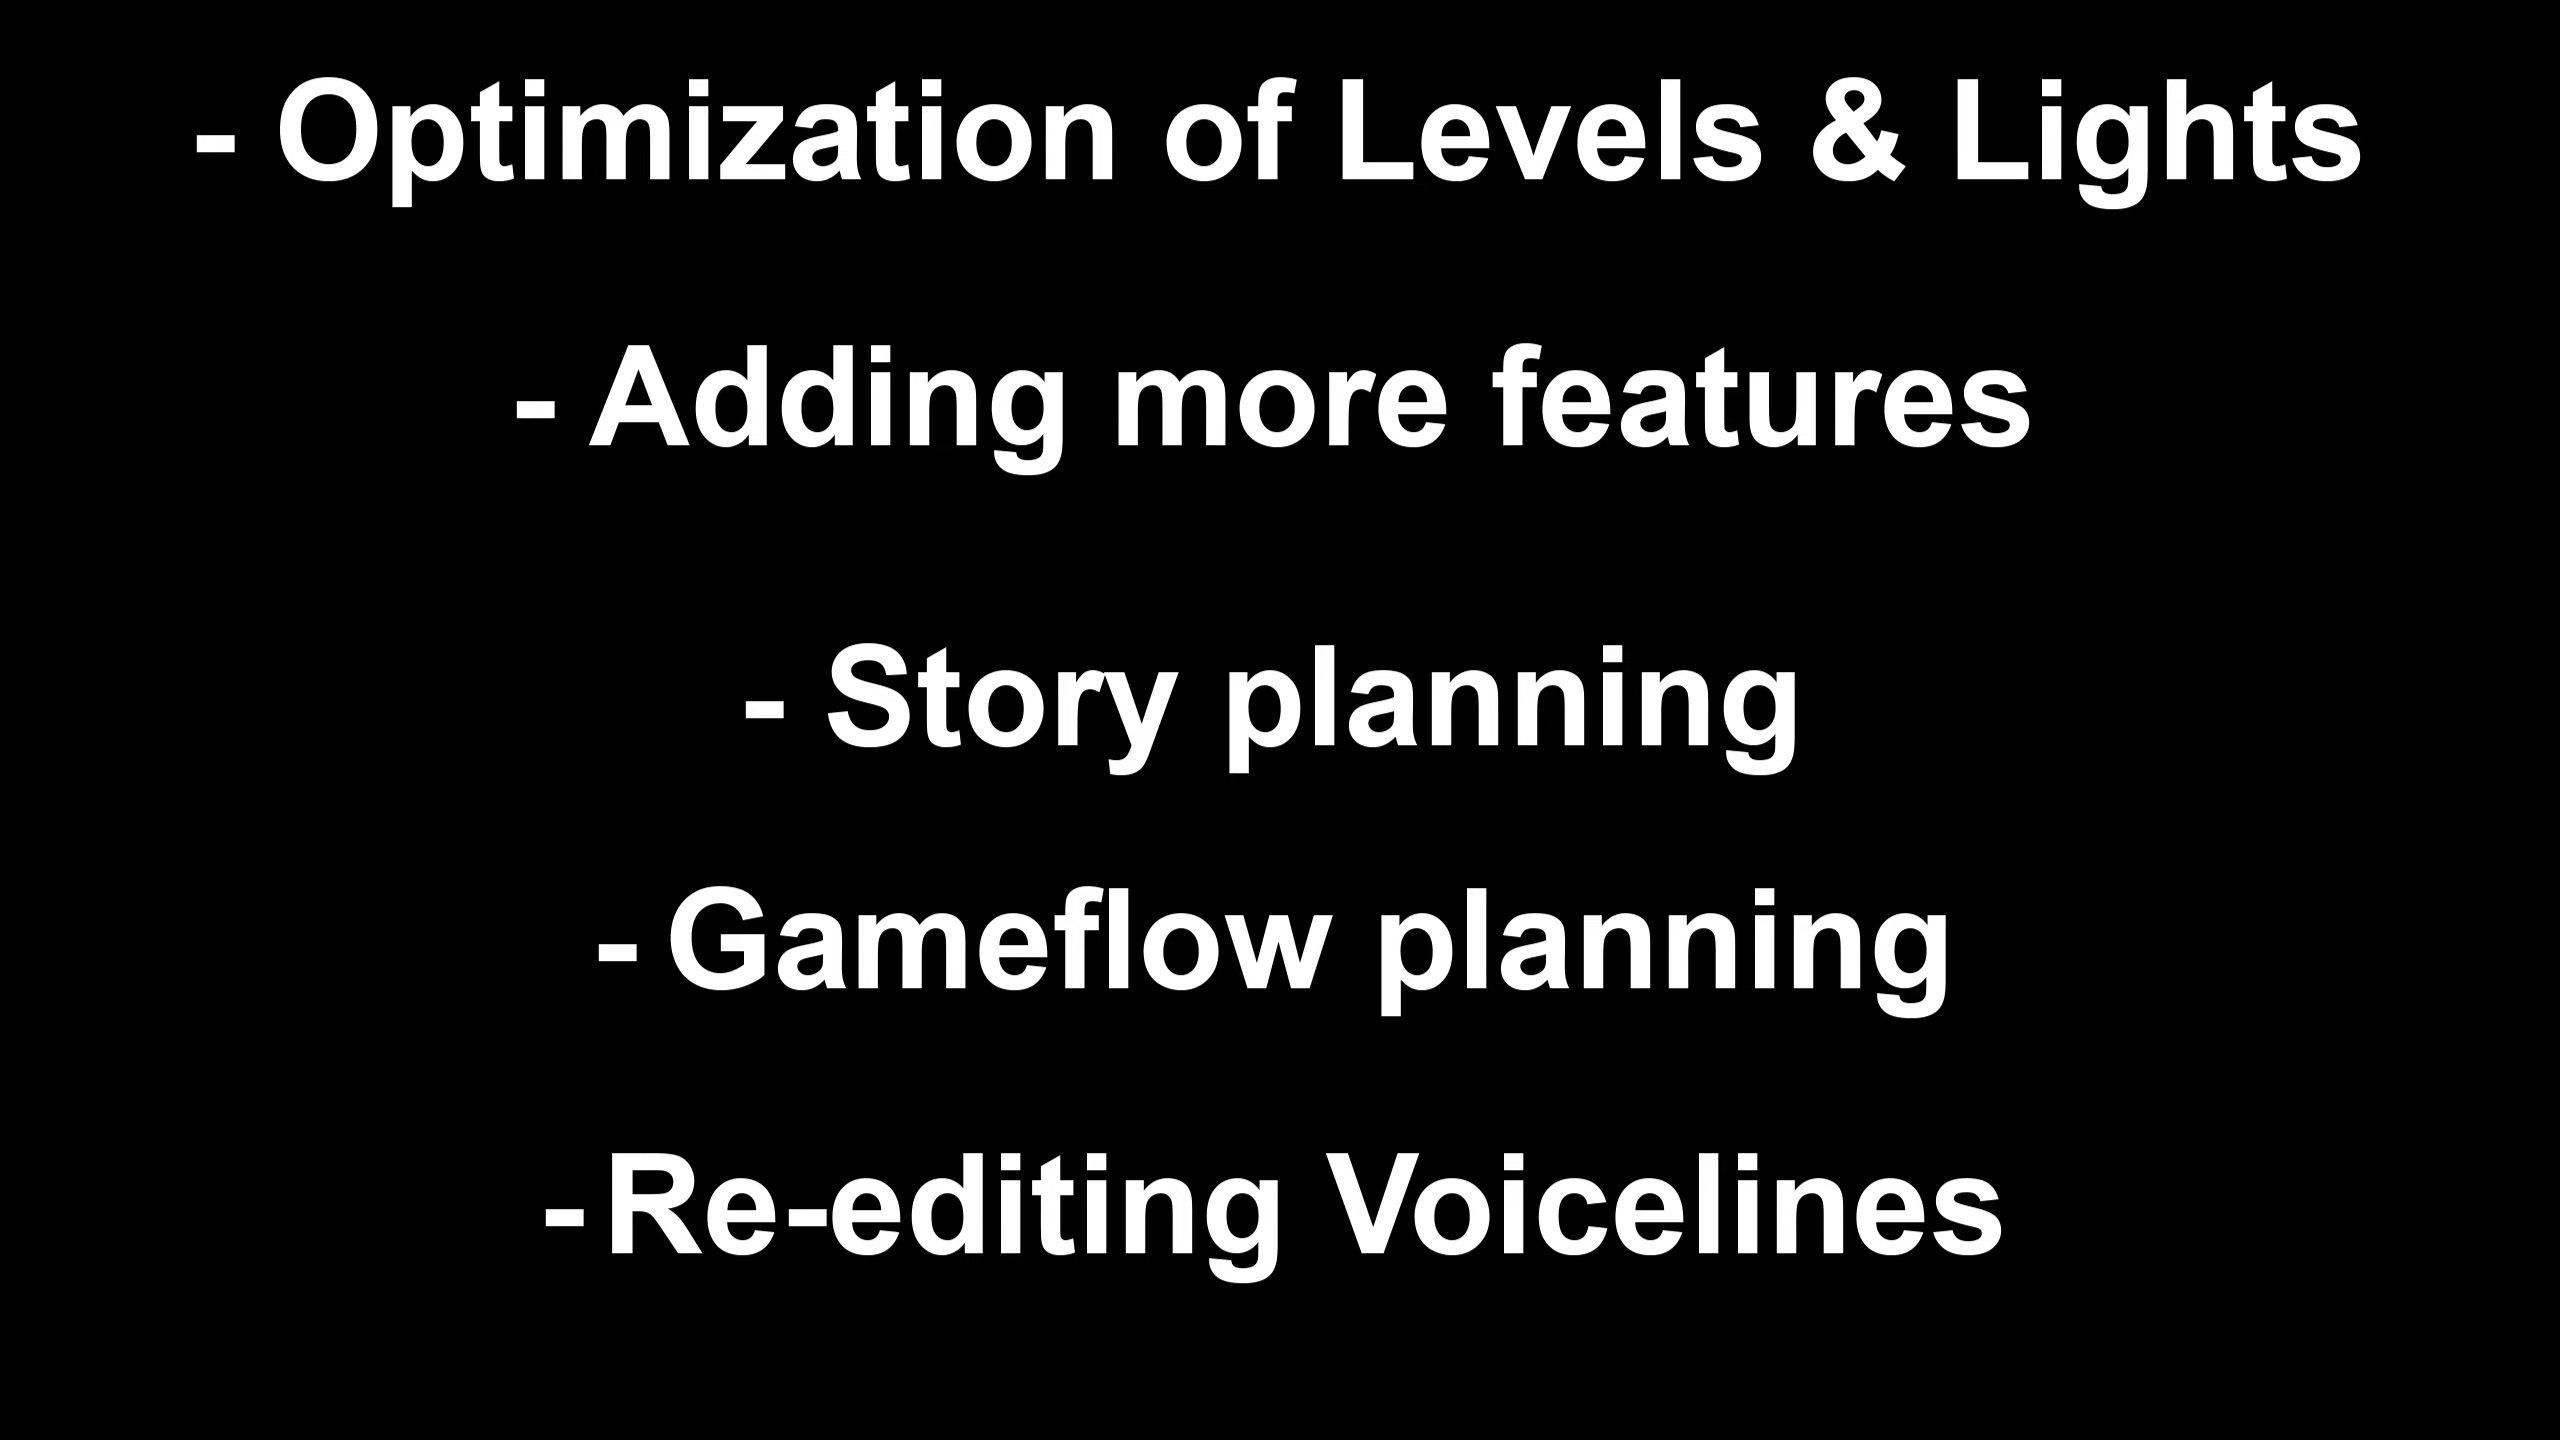 - Optimization of Levels & Lights
- Adding more features
- Story planning
- Gameflow planning
- Re-editing Voicelines